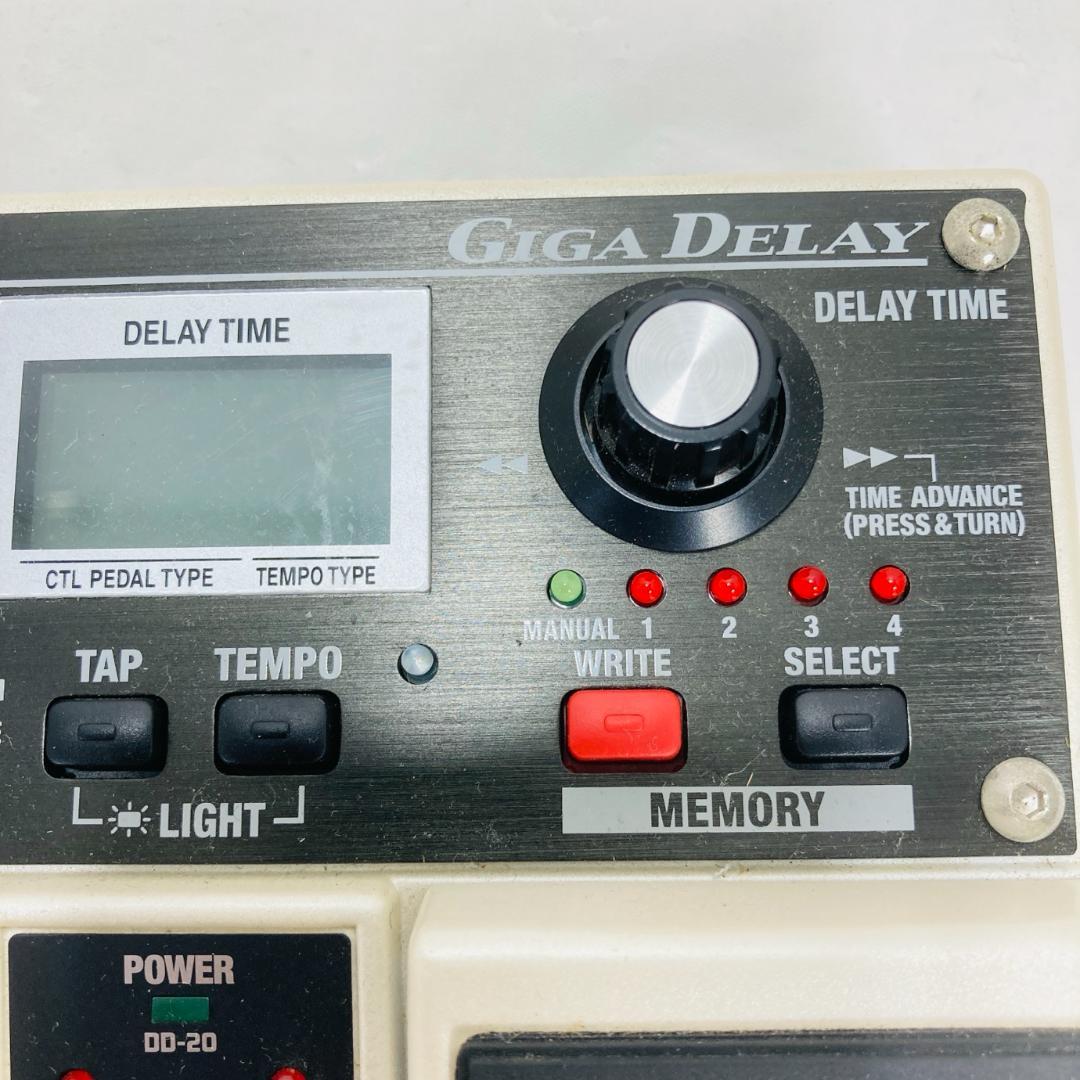 GIGA DELAY
DELAY TIME
DELAY TIME
TIME ADVANCE
(PRESS & TURN)
CTL PEDAL TYPE
TEMPO TYPE
MANUAL 1 2 3 4
TAP
TEMPO
WRITE
SELECT
LIGHT
MEMORY
POWER
DD-20